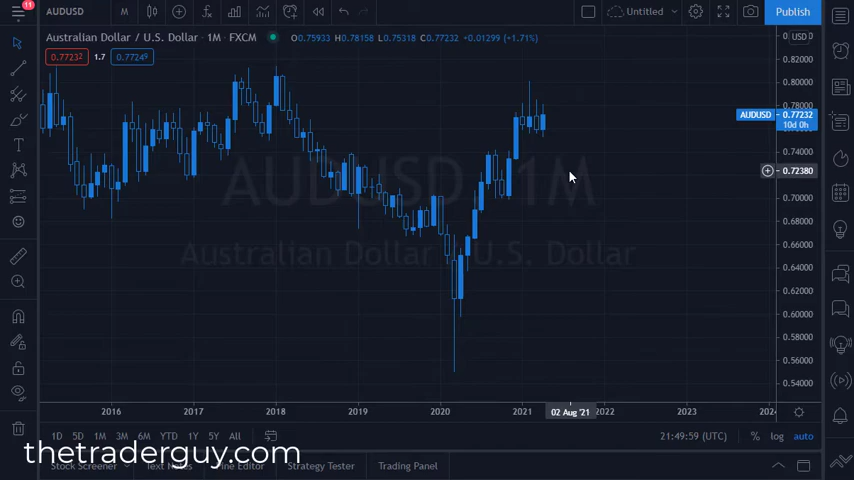 11
AUDUSD
M
Untitled
Publish
Australian Dollar / U.S. Dollar · 1M · FXCM
O0.75933 H0.78158 L0.75318 C0.77232 +0.01299 (+1.71%)
0.77232
1.7
0.77249
USD
0.82000
0.80000
0.78000
AUDUSD
0.77232
10d 0h
0.74000
0.72380
0.70000
0.68000
0.66000
0.64000
0.62000
0.60000
0.58000
0.56000
0.54000
AUDUSD, 1M
Australian Dollar / U.S. Dollar
2016
2017
2018
2019
2020
2021
02 Aug '21
2022
2023
2024
1D
5D
1M
3M
6M
YTD
1Y
5Y
All
21:49:59 (UTC)
%
log
auto
thetraderguy.com
Stock Screener
Text Notes
Pine Editor
Strategy Tester
Trading Panel